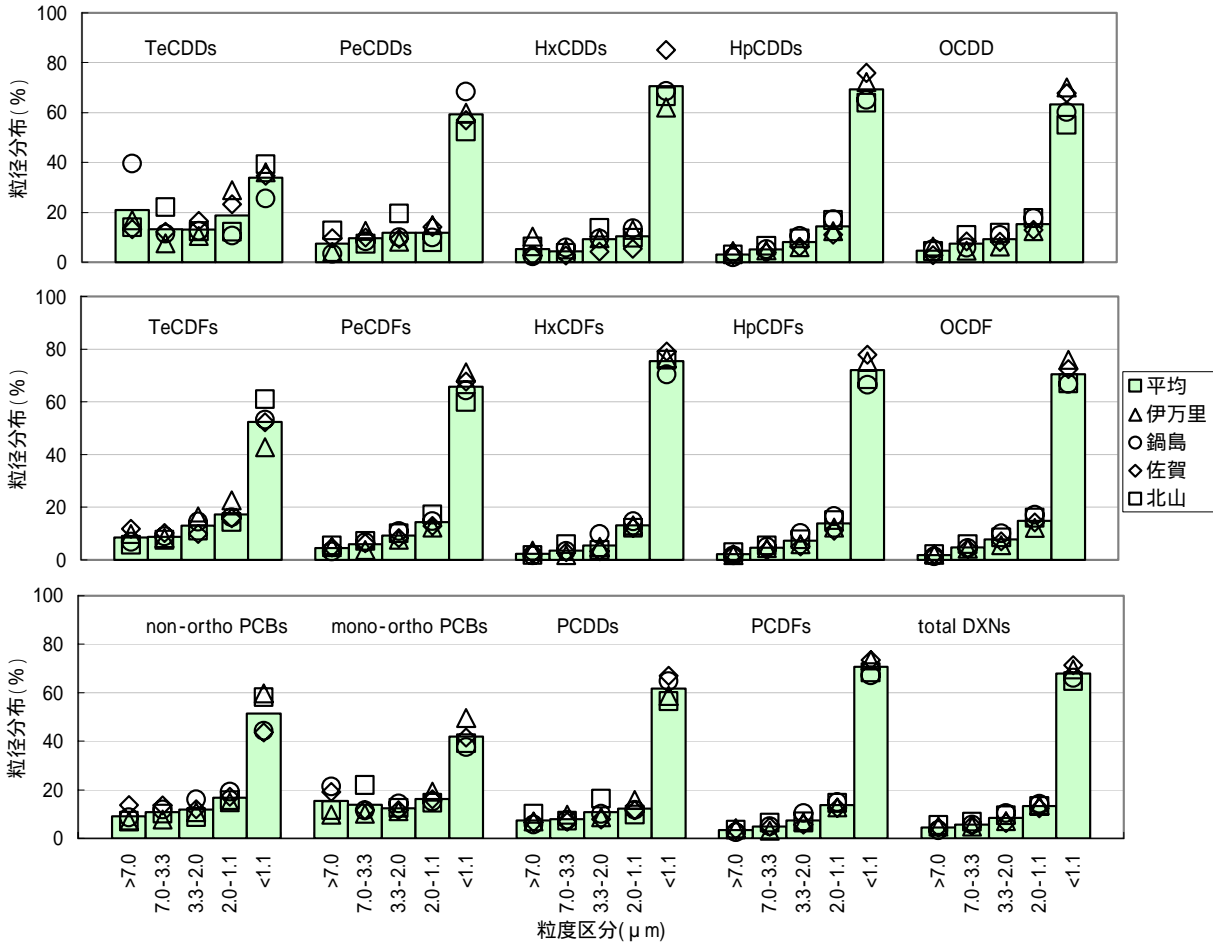 100
80
60
40
20
0
粒径分布(%)
TeCDDs
PeCDDs
HxCDDs
HpCDDs
OCDD
100
80
60
40
20
0
粒径分布(%)
TeCDFs
PeCDFs
HxCDFs
HpCDFs
OCDF
平均
伊万里
鍋島
佐賀
北山
100
80
60
40
20
0
粒径分布(%)
non-ortho PCBs
mono-ortho PCBs
PCDDs
PCDFs
total DXNs
>7.0
7.0-3.3
3.3-2.0
2.0-1.1
<1.1
>7.0
7.0-3.3
3.3-2.0
2.0-1.1
<1.1
>7.0
7.0-3.3
3.3-2.0
2.0-1.1
<1.1
>7.0
7.0-3.3
3.3-2.0
2.0-1.1
<1.1
>7.0
7.0-3.3
3.3-2.0
2.0-1.1
<1.1
粒度区分(μm)